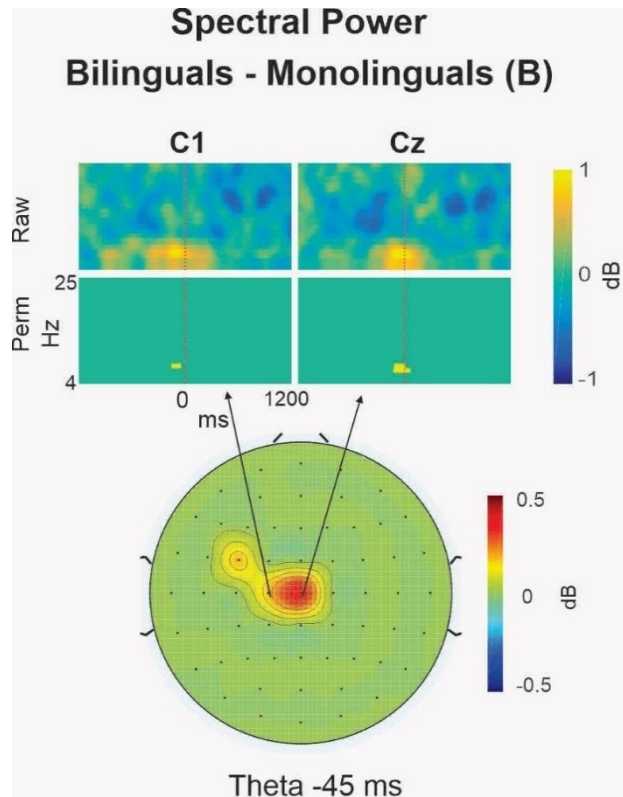 Spectral Power
Bilinguals - Monolinguals (B)
C1 Cz
Raw
1
0
-1
dB
Perm
Hz
25
4
0 1200
ms
0.5
0
-0.5
dB
Theta -45 ms